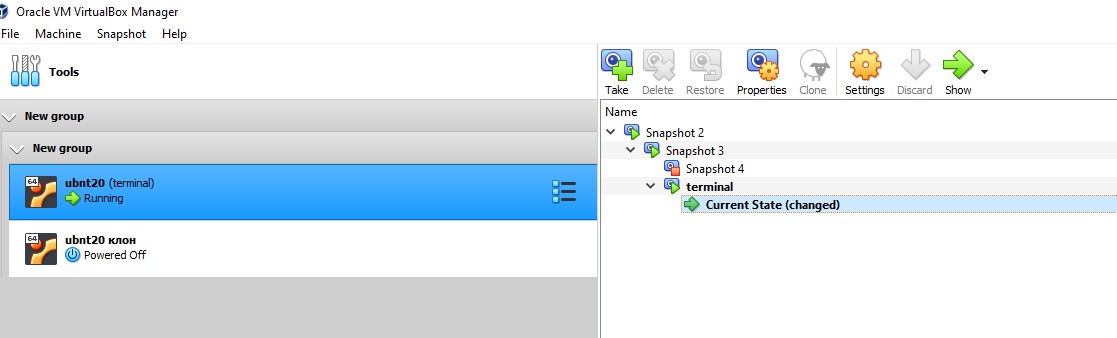 Oracle VM VirtualBox Manager
File Machine Snapshot Help
Tools
New group
New group
64
ubnt20 (terminal)
Running
64
ubnt20 клон
Powered Off
Take Delete Restore Properties Clone Settings Discard Show
Name
Snapshot 2
Snapshot 3
Snapshot 4
terminal
Current State (changed)